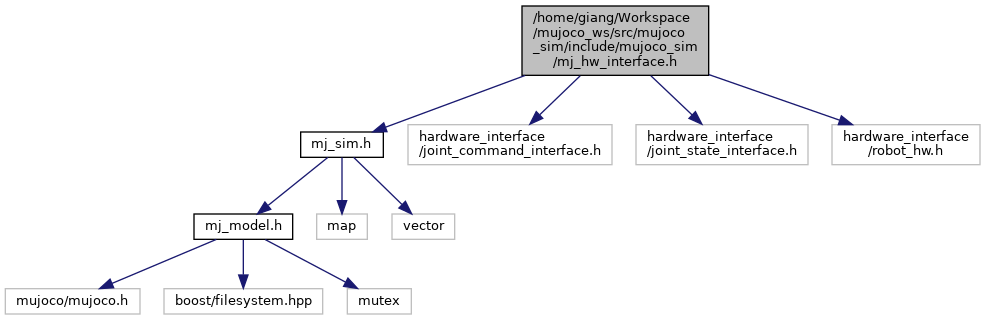 /home/giang/Workspace
/mujoco_ws/src/mujoco
_sim/include/mujoco_sim
/mj_hw_interface.h
mj_sim.h
hardware_interface
/joint_command_interface.h
hardware_interface
/joint_state_interface.h
hardware_interface
/robot_hw.h
mj_model.h
map
vector
mujoco/mujoco.h
boost/filesystem.hpp
mutex